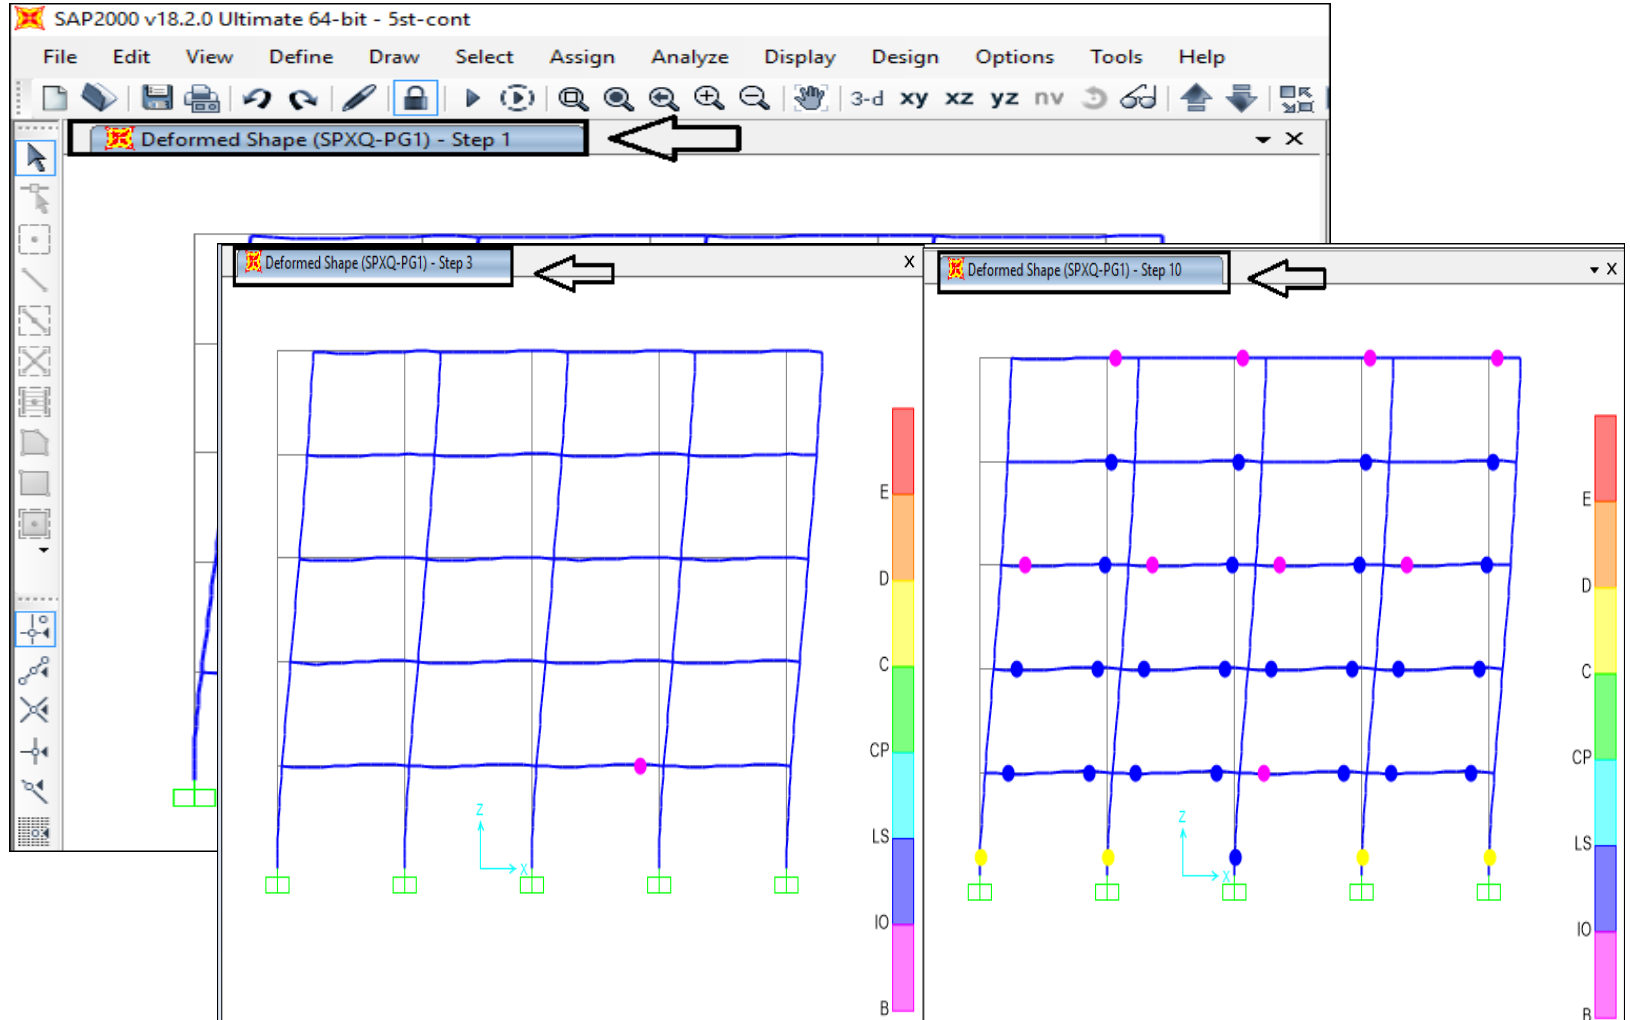 SAP2000 v18.2.0 Ultimate 64-bit - 5st-cont
File Edit View Define Draw Select Assign Analyze Display Design Options Tools Help
3-d xy xz yz nv
Deformed Shape (SPXQ-PG1) - Step 1
X
Deformed Shape (SPXQ-PG1) - Step 3
X
E
D
C
CP
LS
IO
B
Z
X
Deformed Shape (SPXQ-PG1) - Step 10
X
E
D
C
CP
LS
IO
B
Z
X